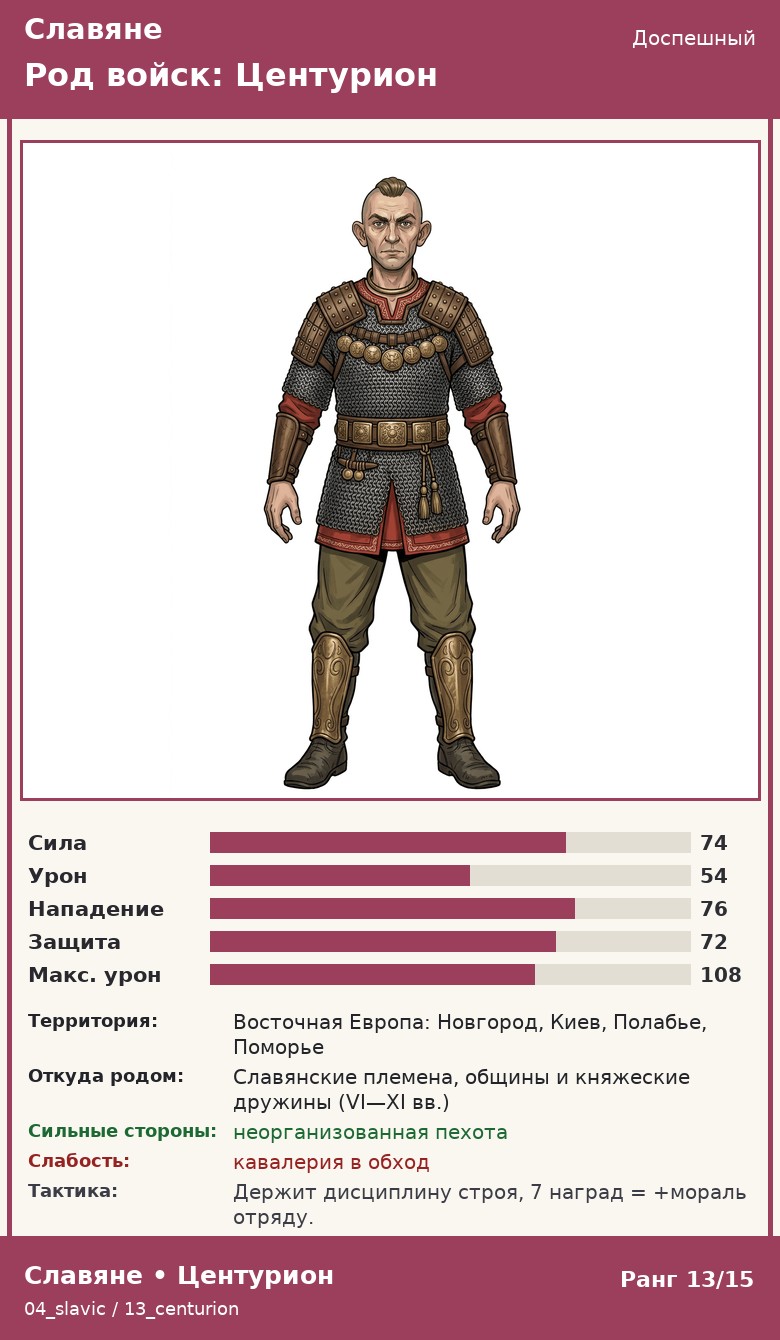 Славяне
Доспешный
Род войск: Центурион
Сила 74
Урон 54
Нападение 76
Защита 72
Макс. урон 108
Территория: Восточная Европа: Новгород, Киев, Полабье,
Поморье
Откуда родом: Славянские племена, общины и княжеские
дружины (VI—XI вв.)
Сильные стороны: неорганизованная пехота
Слабость: кавалерия в обход
Тактика: Держит дисциплину строя, 7 наград = +мораль
отряду.
Славяне • Центурион
Ранг 13/15
04_slavic / 13_centurion